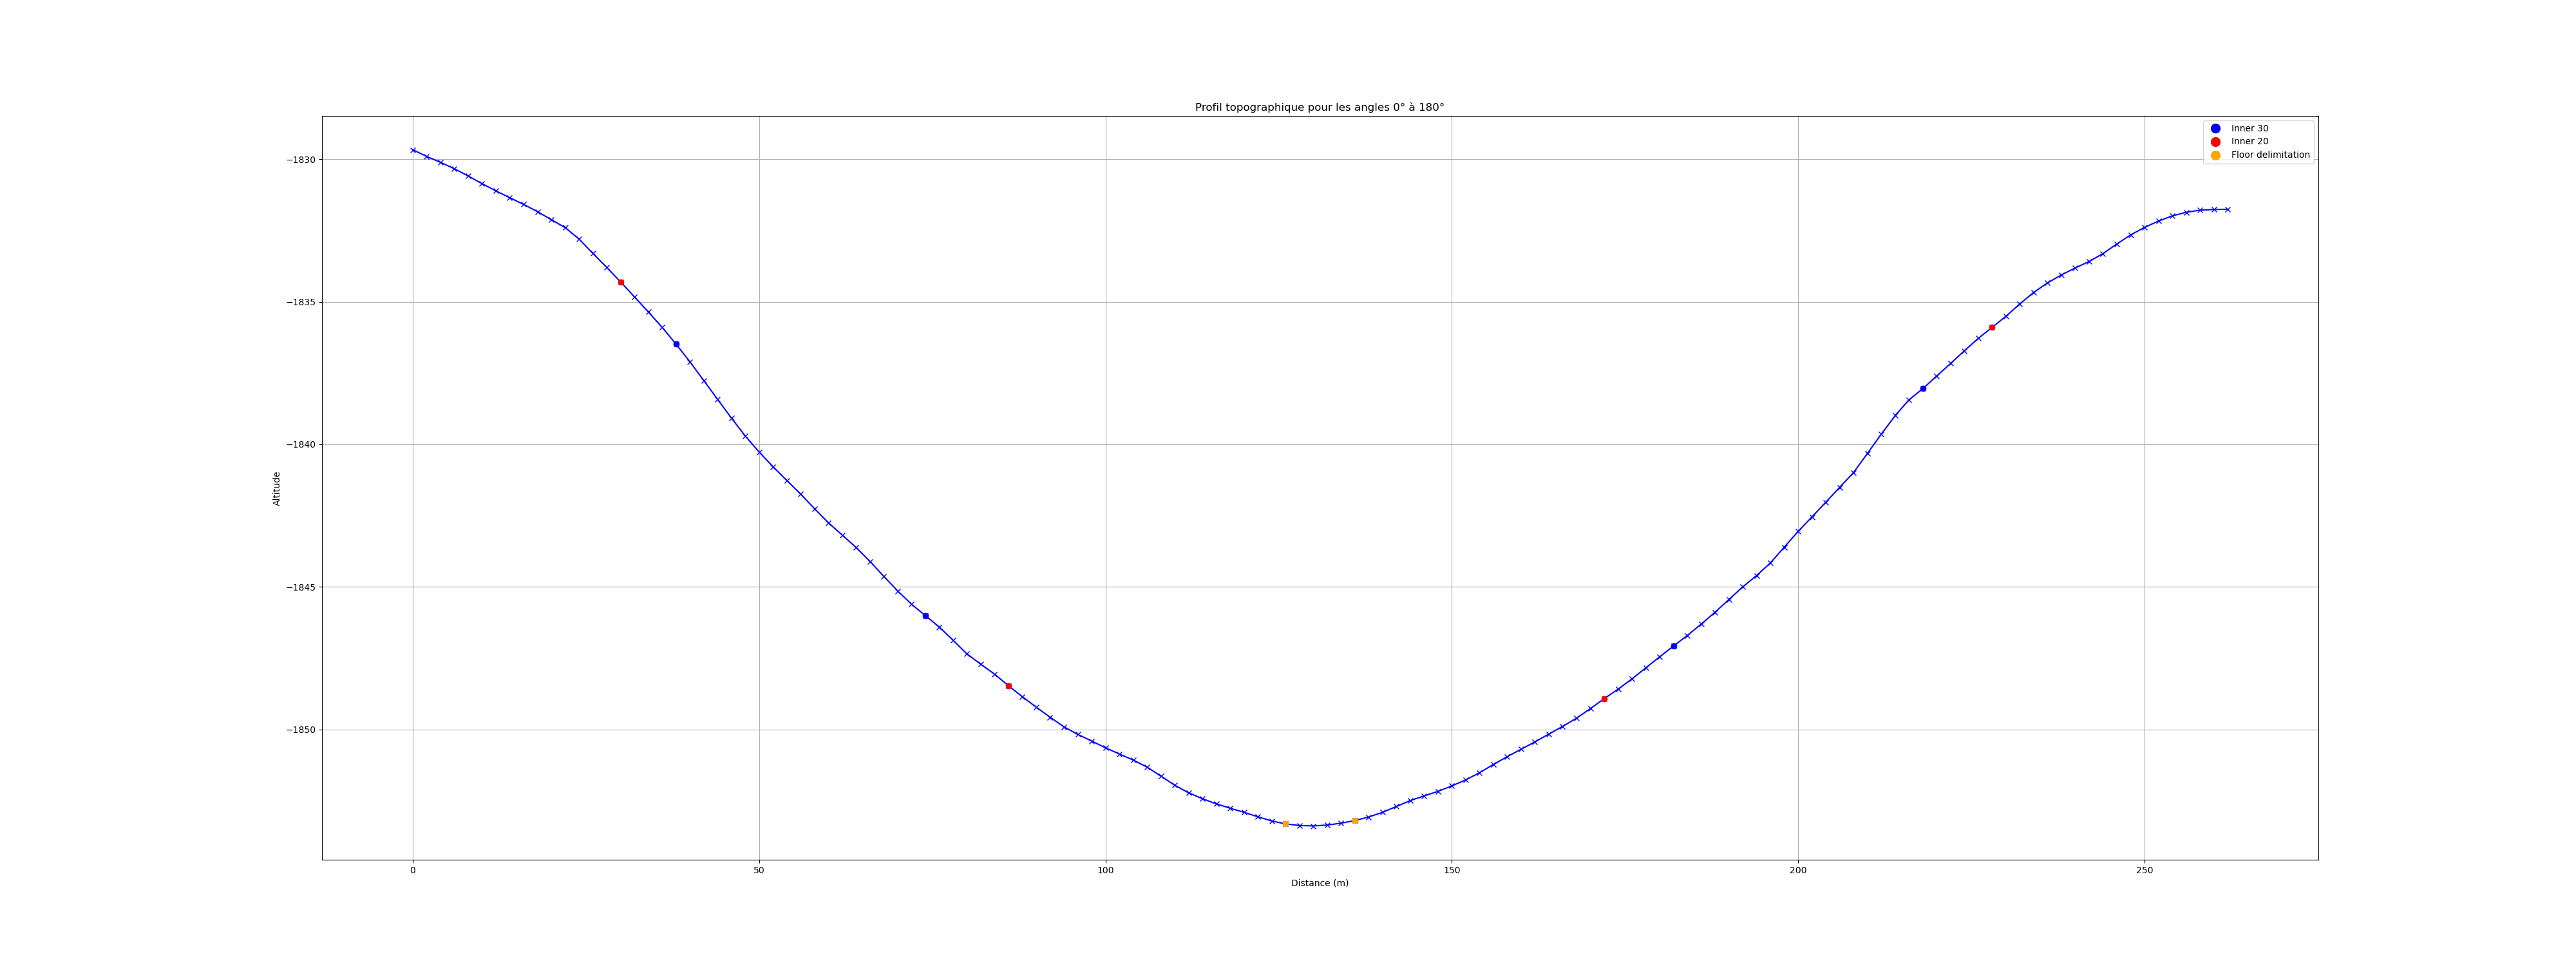 Profil topographique pour les angles 0° à 180°
Inner 30
Inner 20
Floor delimitation
−1830
−1835
−1840
−1845
−1850
Altitude
0
50
100
150
200
250
Distance (m)